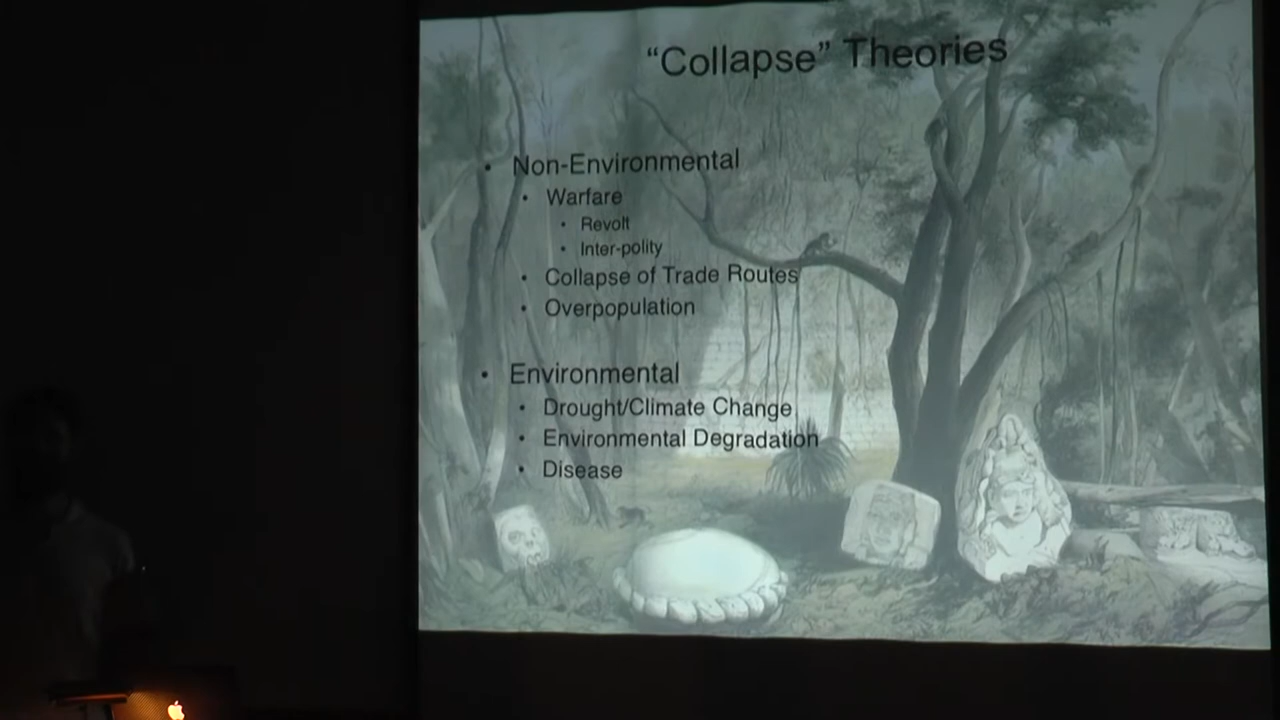 “Collapse” Theories
• Non-Environmental
• Warfare
• Revolt
• Inter-polity
• Collapse of Trade Routes
• Overpopulation
• Environmental
• Drought/Climate Change
• Environmental Degradation
• Disease